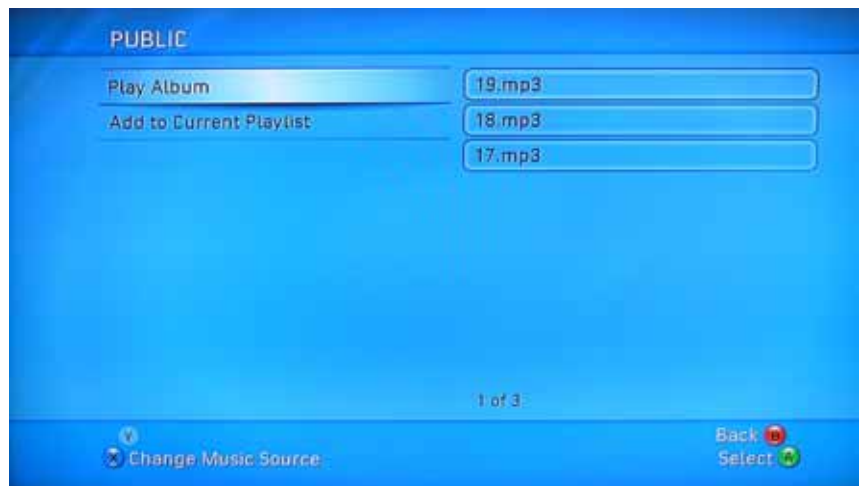 PUBLIC
Play Album
Add to Current Playlist
19.mp3
18.mp3
17.mp3
1 of 3
Y
X Change Music Source
Back B
Select A